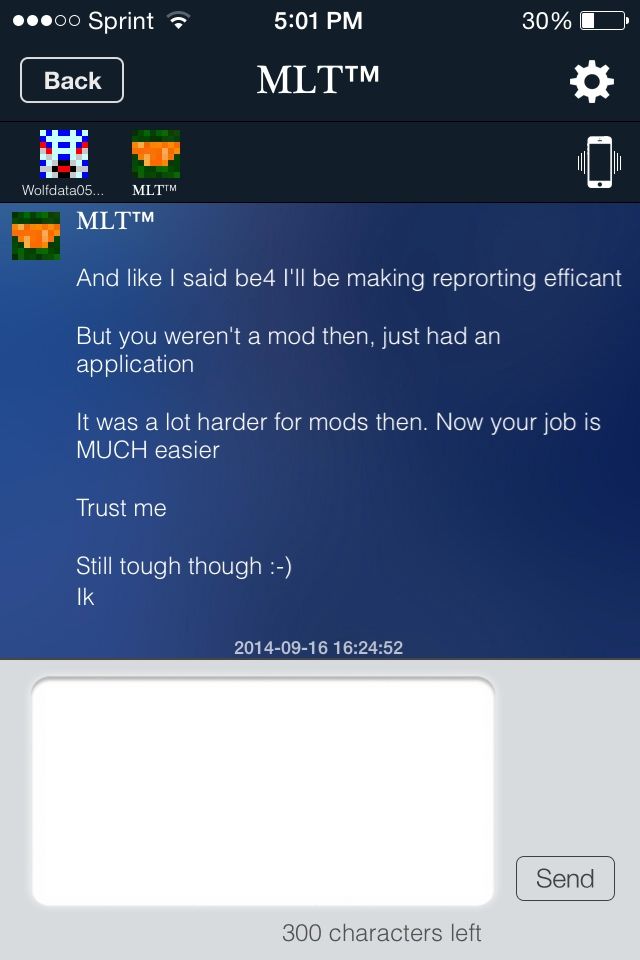 Sprint 5:01 PM 30%
Back MLT™
Wolfdata05... MLT™
MLT™
And like I said be4 I'll be making reprorting efficant
But you weren't a mod then, just had an
application
It was a lot harder for mods then. Now your job is
MUCH easier
Trust me
Still tough though :-)
Ik
2014-09-16 16:24:52
Send
300 characters left